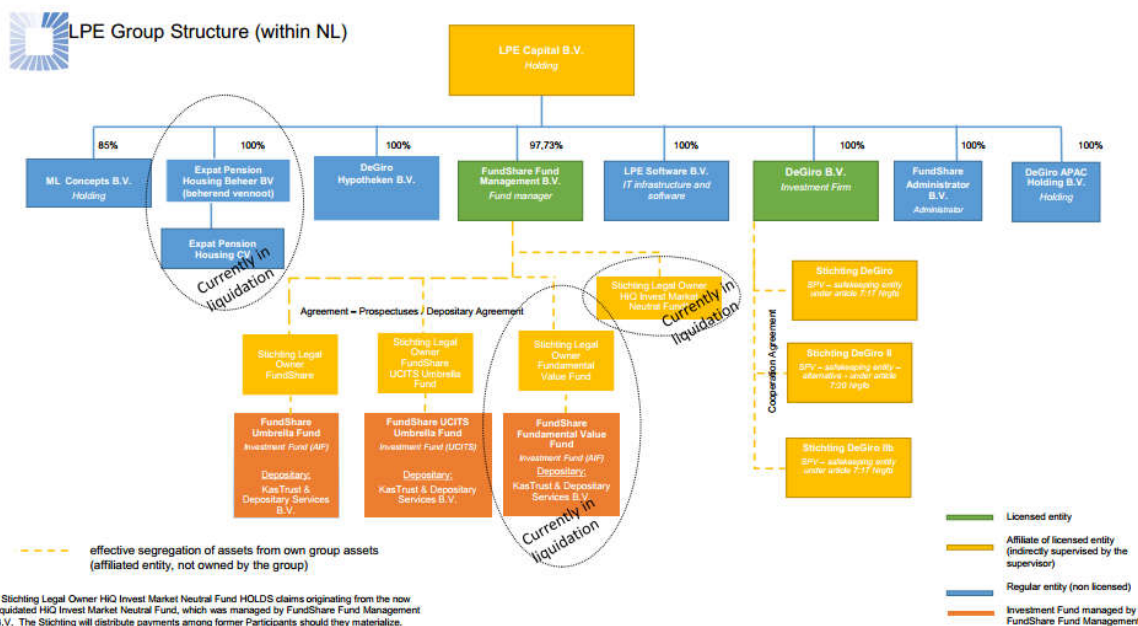 LPE Group Structure (within NL)
LPE Capital B.V.
Holding
85%
100%
100%
97,73%
100%
100%
100%
100%
ML Concepts B.V.
Holding
Expat Pension
Housing Beheer BV
(beherend vennoot)
DeGiro
Hypotheken B.V.
FundShare Fund
Management B.V.
Fund manager
LPE Software B.V.
IT infrastructure and
software
DeGiro B.V.
Investment Firm
FundShare
Administrator
B.V.
Administrator
DeGiro APAC
Holding B.V.
Holding
Expat Pension
Housing CV
Currently in
liquidation
Stichting Legal Owner
HiQ Invest Market
Neutral Fund
Currently in
liquidation
Agreement – Prospectuses / Depositary Agreement
Stichting Legal
Owner
FundShare
Stichting Legal
Owner
FundShare
UCITS Umbrella
Fund
Stichting Legal
Owner
Fundamental
Value Fund
FundShare
Umbrella Fund
Investment Fund (AIF)
Depositary:
KasTrust &
Depositary Services
B.V.
FundShare UCITS
Umbrella Fund
Investment Fund (UCITS)
Depositary:
KasTrust & Depositary
Services B.V.
FundShare
Fundamental Value
Fund
Investment Fund (AIF)
Depositary:
KasTrust & Depositary
Services B.V.
Currently in
liquidation
Cooperation Agreement
Stichting DeGiro
SPV – safekeeping entity
under article 7:17 Nrgfo
Stichting DeGiro II
SPV – safekeeping entity –
alternative - under article
7:20 Nrgfo
Stichting DeGiro IIb
SPV – safekeeping entity
under article 7:17 Nrgfo
effective segregation of assets from own group assets
(affiliated entity, not owned by the group)
Stichting Legal Owner HiQ Invest Market Neutral Fund HOLDS claims originating from the now
quidated HiQ Invest Market Neutral Fund, which was managed by FundShare Fund Management
B.V. The Stichting will distribute payments among former Participants should they materialize.
Licensed entity
Affiliate of licensed entity
(indirectly supervised by the
supervisor)
Regular entity (non licensed)
Investment Fund managed by
FundShare Fund Management